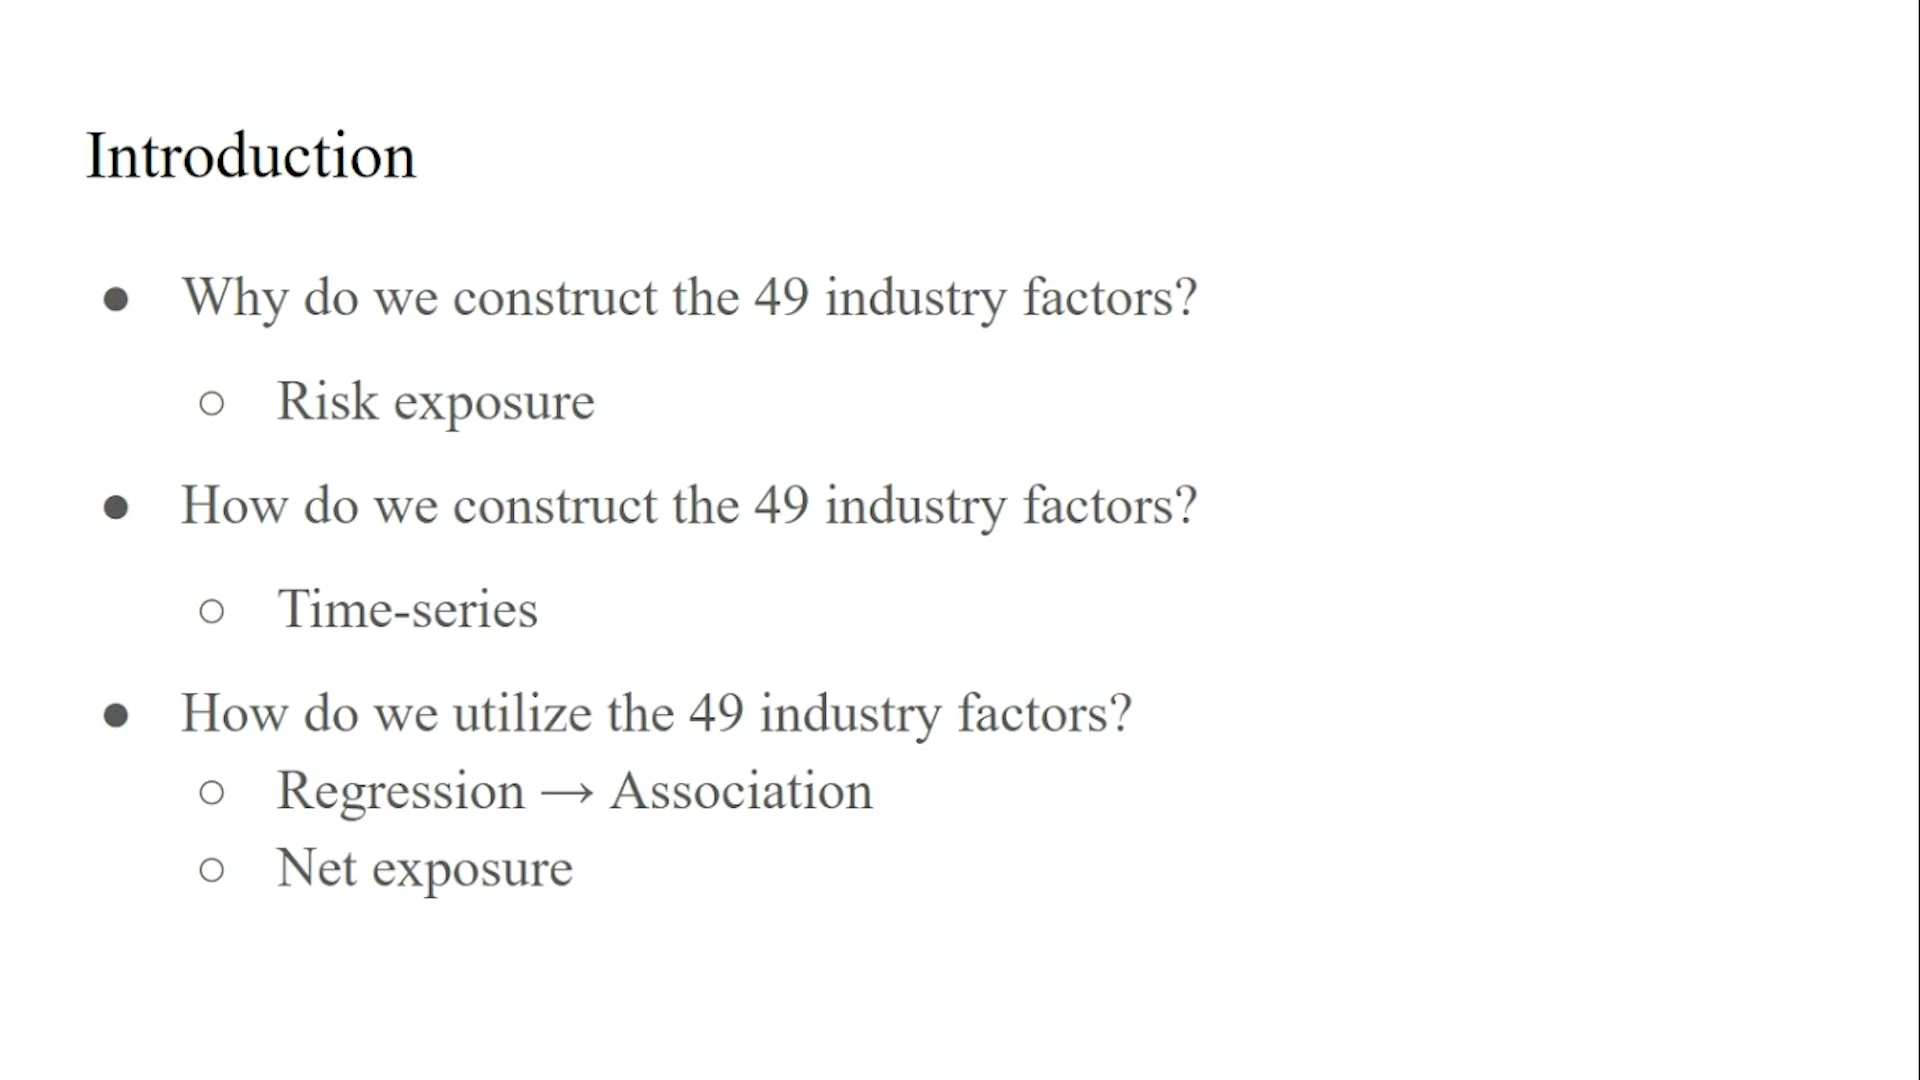 Introduction
● Why do we construct the 49 industry factors?
○ Risk exposure
● How do we construct the 49 industry factors?
○ Time-series
● How do we utilize the 49 industry factors?
○ Regression → Association
○ Net exposure